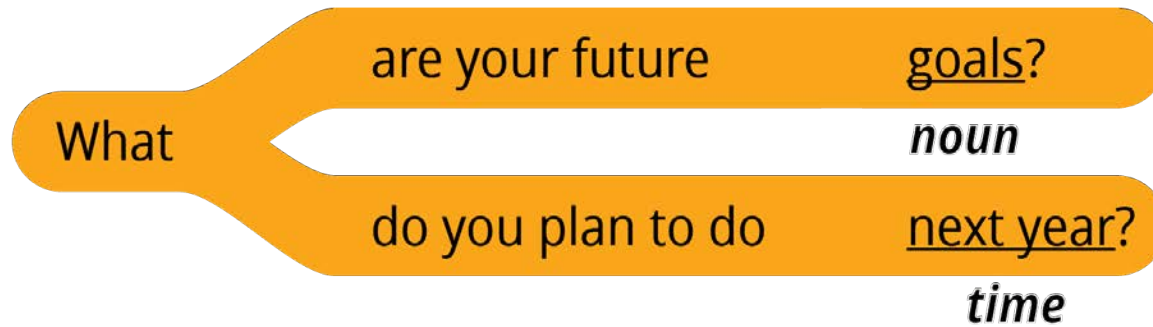 What
are your future goals?
noun
do you plan to do next year?
time